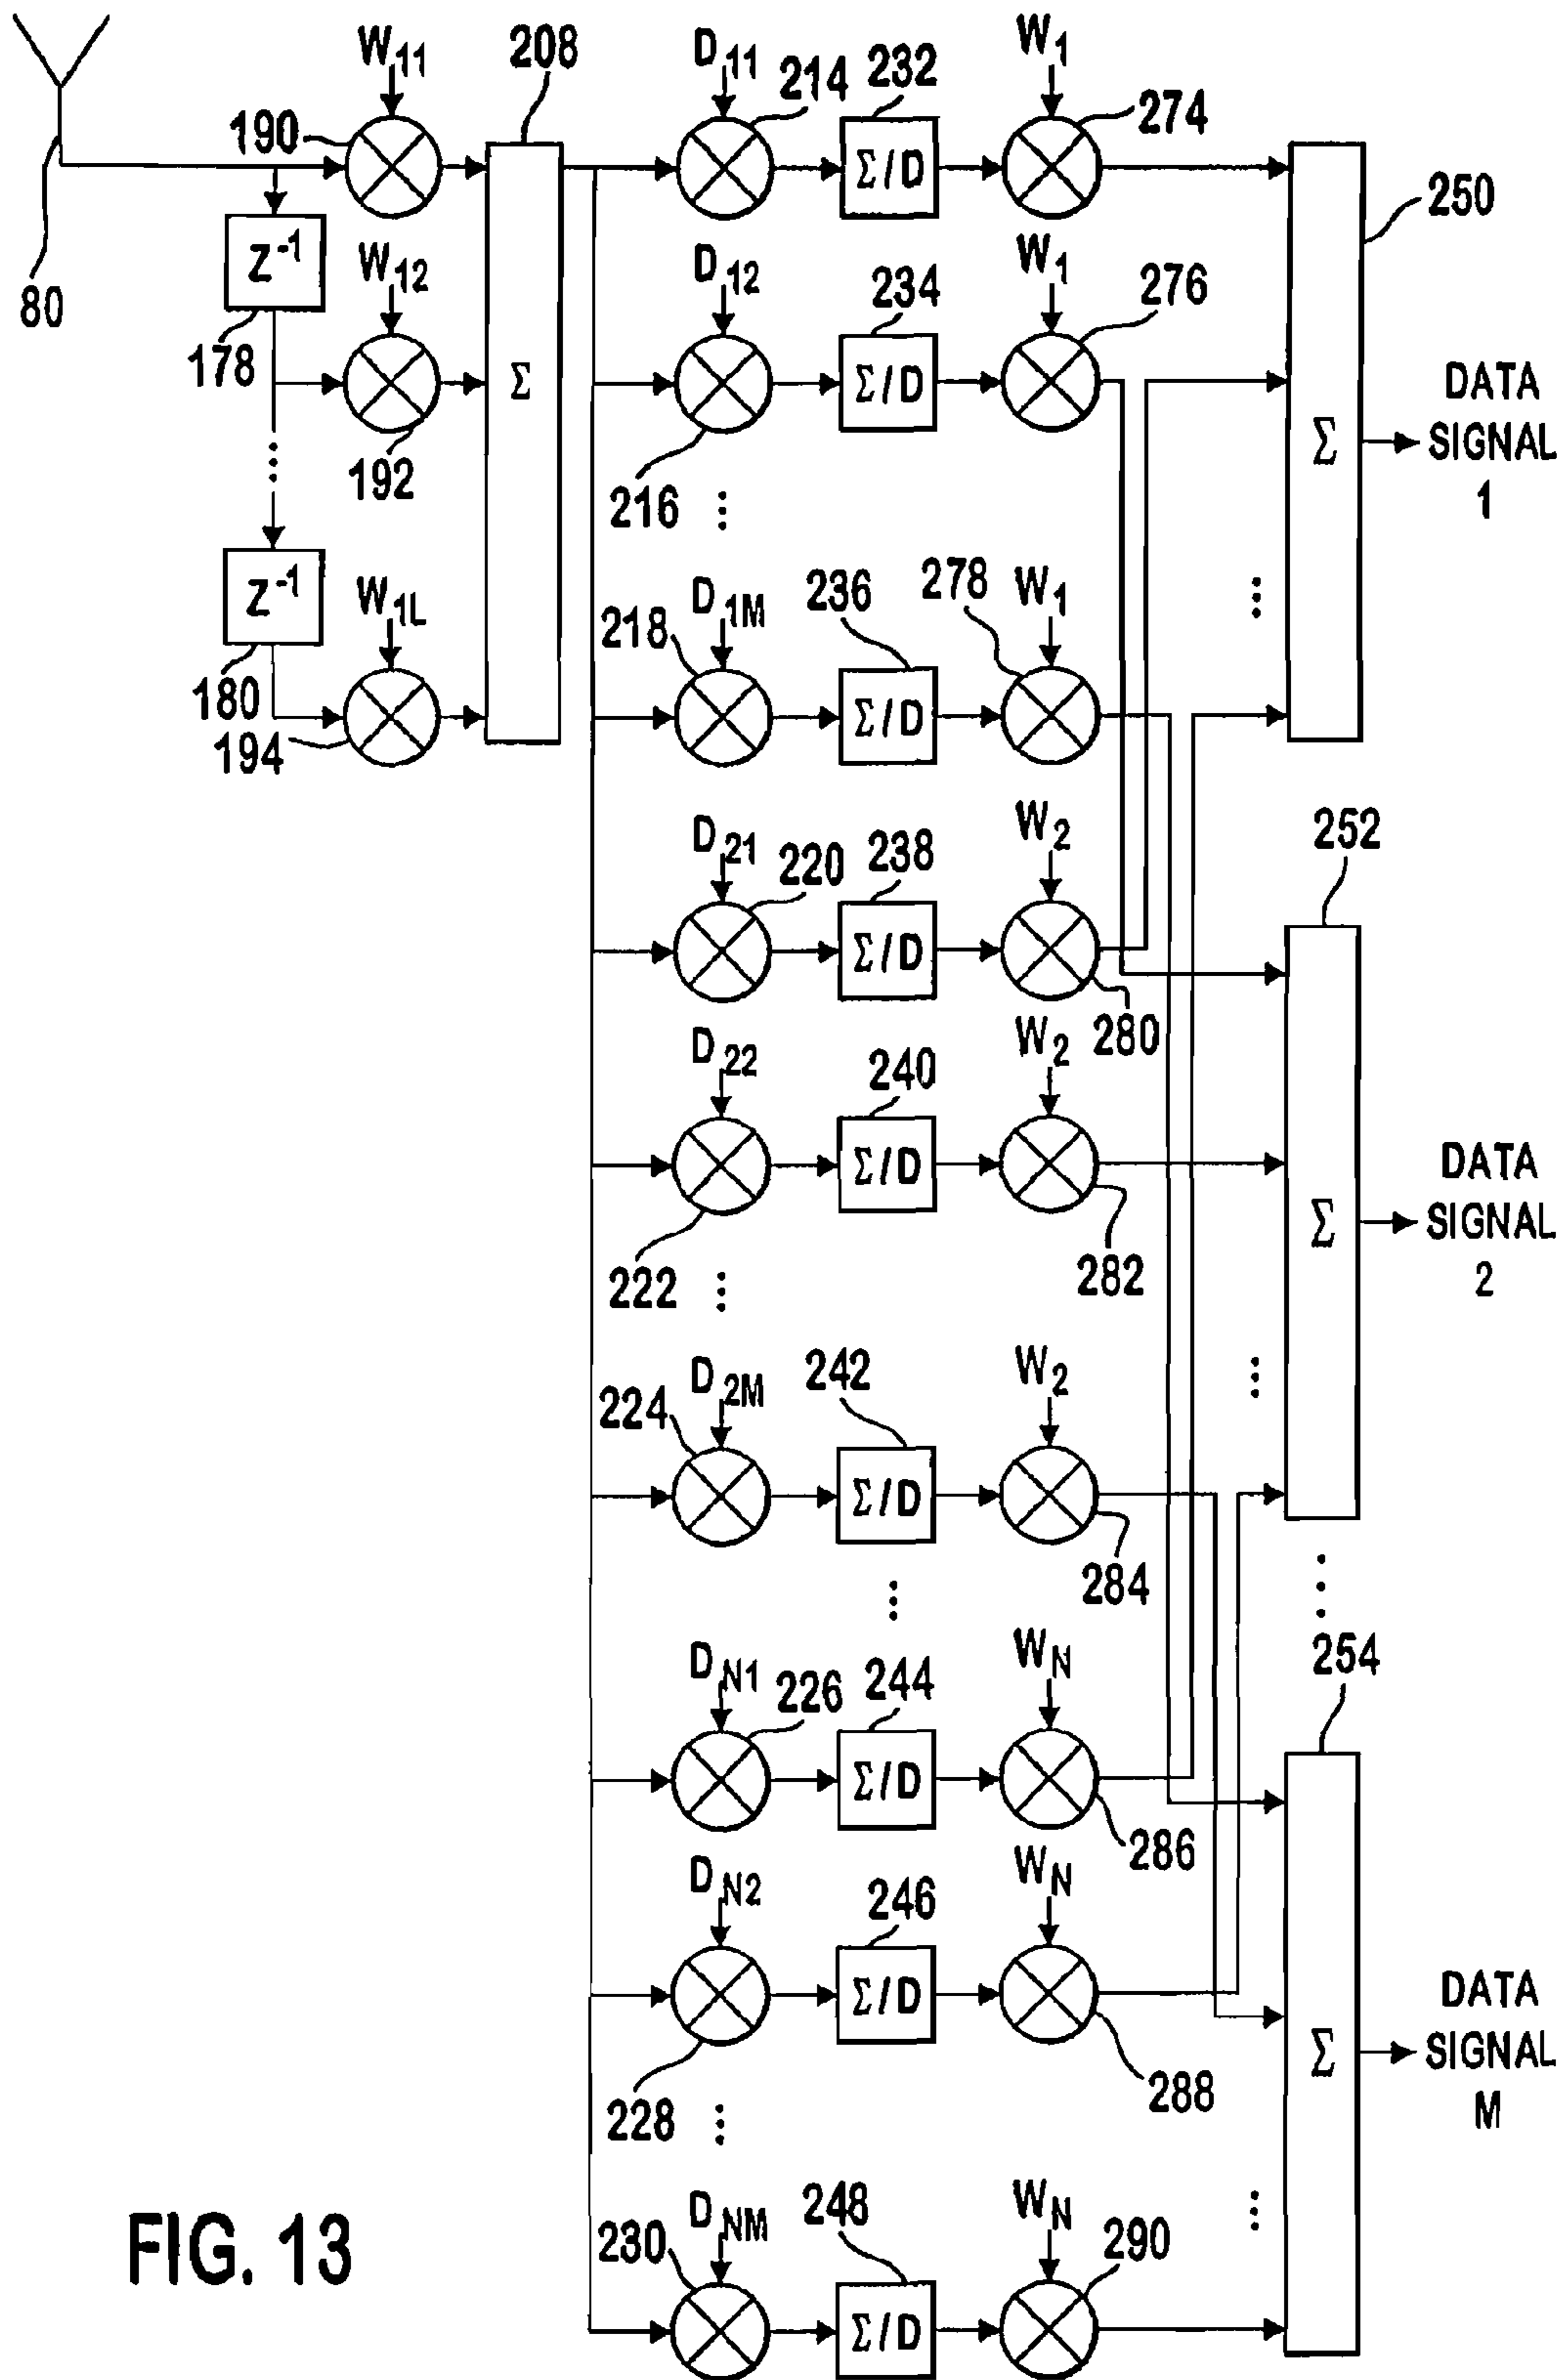 W11 208 D11 W1
190 214 232 274
Σ/D
250
Z-1 W12 D12 W1
80 234 276
178 Σ Σ/D
DATA
SIGNAL
1
Σ
192 216
Z-1 W1L 218 D1M 236 278 W1
180 Σ/D
194
D21 220 238 W2 252
Σ/D
280
D22 240 W2
Σ/D
DATA
SIGNAL
2
Σ
222 282
224 D2M 242 W2
Σ/D
284
DN1 226 244 WN 254
Σ/D
286
DN2 246 WN
Σ/D
DATA
SIGNAL
M
Σ
228 288
230 DNM 248 WN 290
Σ/D
FIG. 13